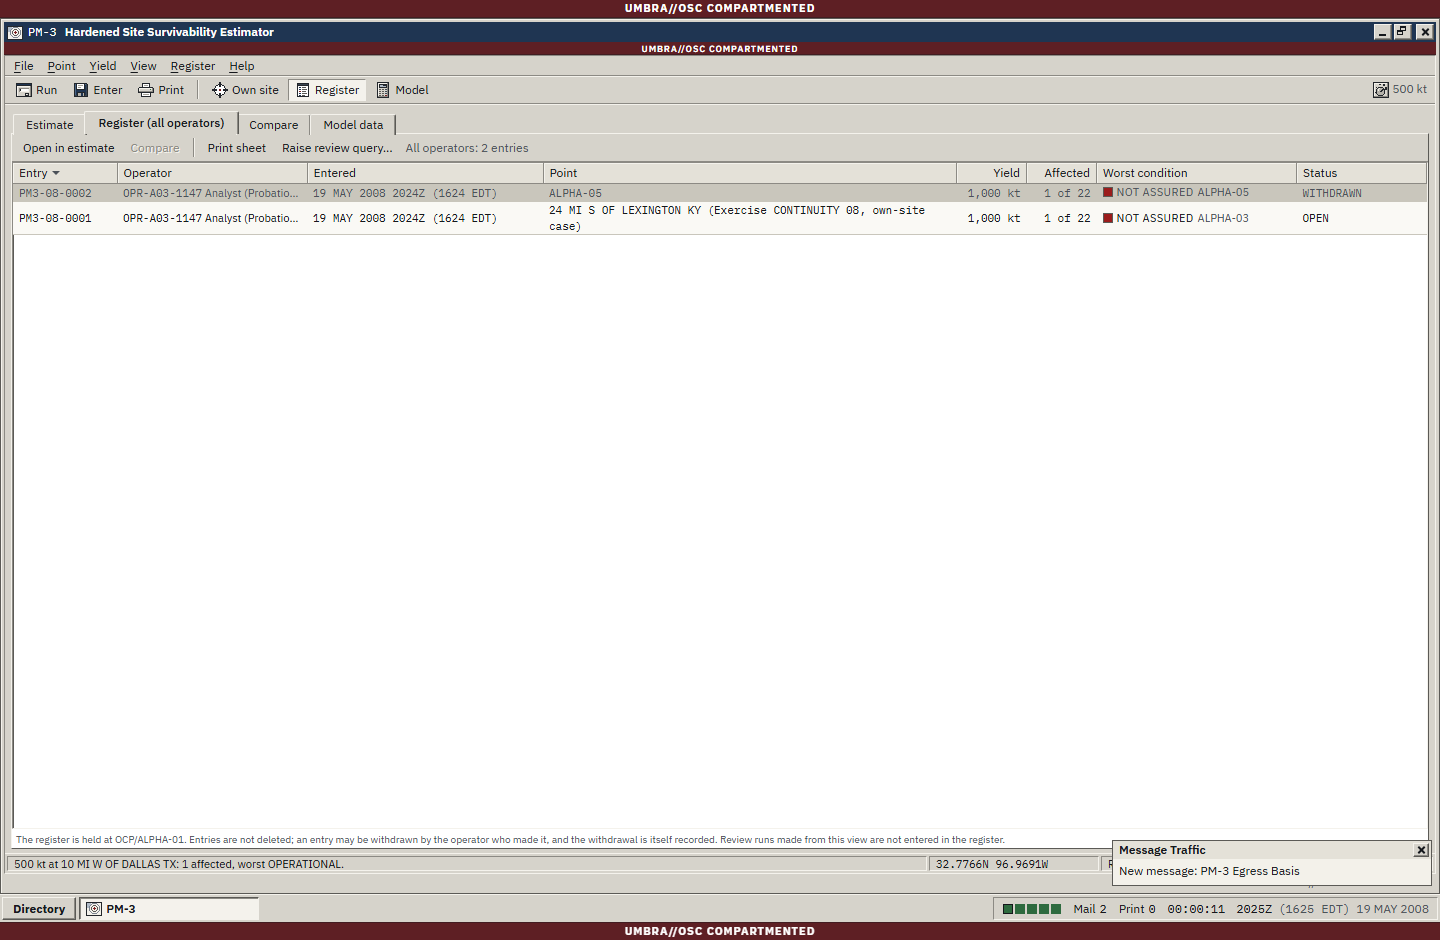 UMBRA//OSC COMPARTMENTED
PM-3 Hardened Site Survivability Estimator
UMBRA//OSC COMPARTMENTED
File Point Yield View Register Help
Run Enter Print Own site Register Model 500 kt
Estimate Register (all operators) Compare Model data
Open in estimate Compare Print sheet Raise review query... All operators: 2 entries
Entry Operator Entered Point Yield Affected Worst condition Status
PM3-08-0002 OPR-A03-1147 Analyst (Probatio... 19 MAY 2008 2024Z (1624 EDT) ALPHA-05 1,000 kt 1 of 22 NOT ASSURED ALPHA-05 WITHDRAWN
PM3-08-0001 OPR-A03-1147 Analyst (Probatio... 19 MAY 2008 2024Z (1624 EDT) 24 MI S OF LEXINGTON KY (Exercise CONTINUITY 08, own-site case) 1,000 kt 1 of 22 NOT ASSURED ALPHA-03 OPEN
The register is held at OCP/ALPHA-01. Entries are not deleted; an entry may be withdrawn by the operator who made it, and the withdrawal is itself recorded. Review runs made from this view are not entered in the register.
500 kt at 10 MI W OF DALLAS TX: 1 affected, worst OPERATIONAL. 32.7766N 96.9691W
Message Traffic
New message: PM-3 Egress Basis
Directory PM-3 Mail 2 Print 0 00:00:11 2025Z (1625 EDT) 19 MAY 2008
UMBRA//OSC COMPARTMENTED